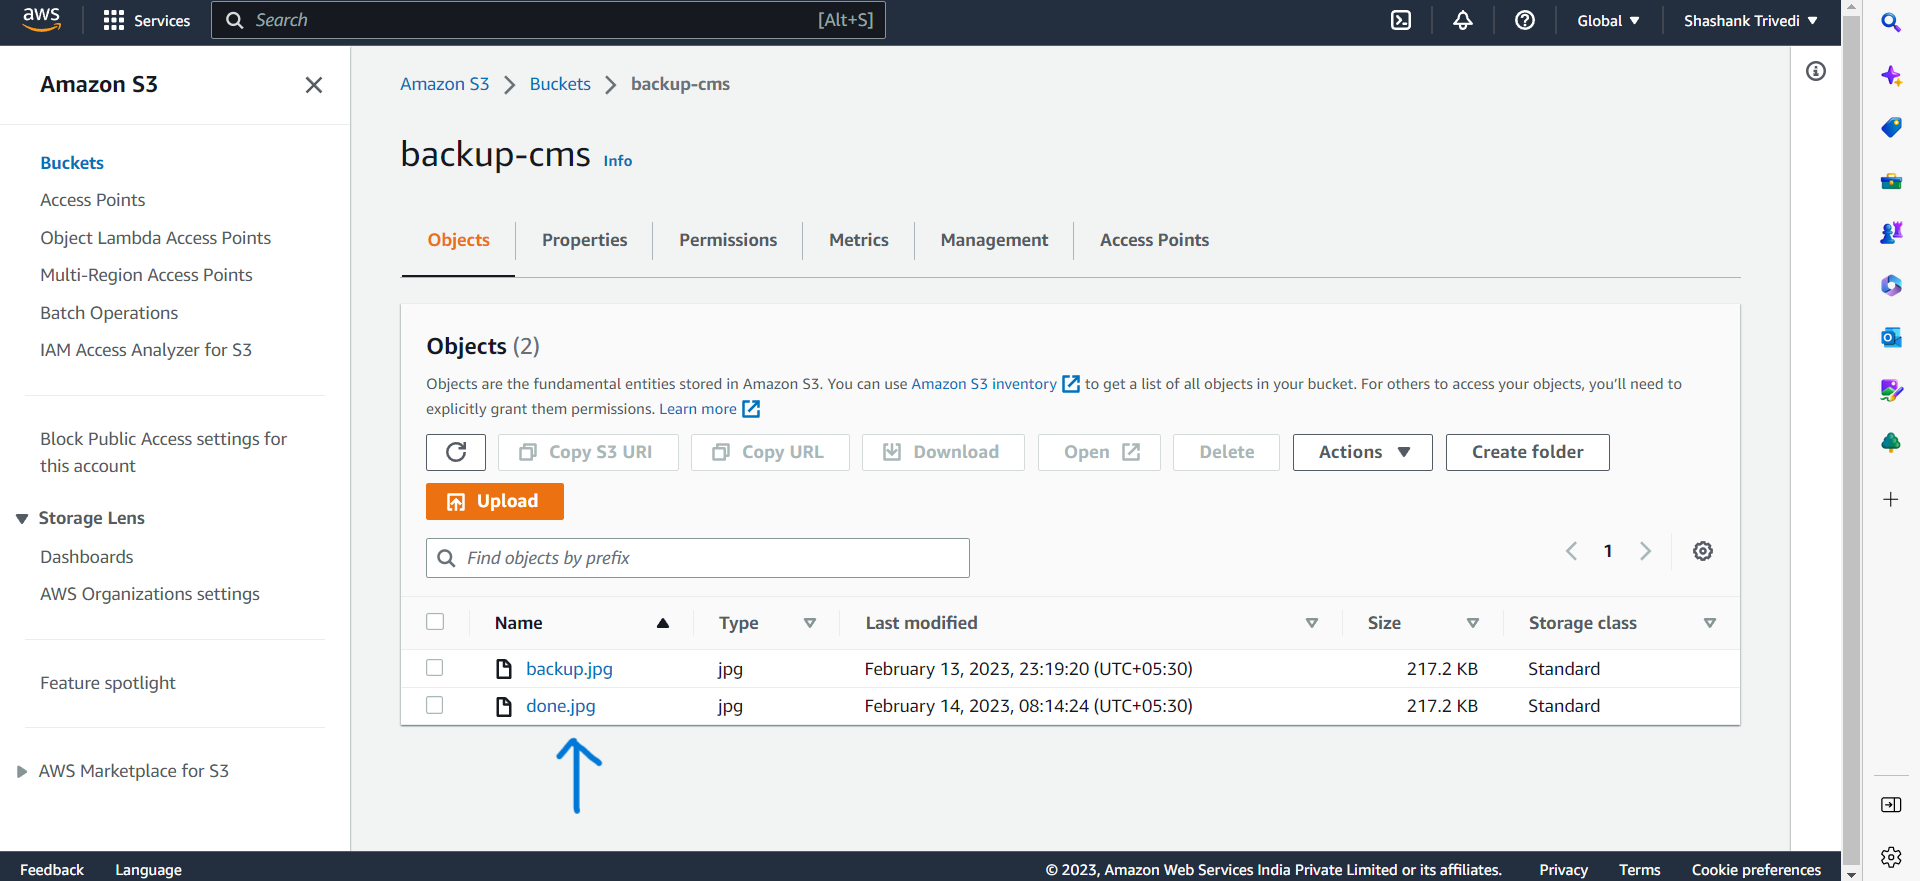 aws
Services
Search
[Alt+S]
Global
Shashank Trivedi
Amazon S3
Buckets
Access Points
Object Lambda Access Points
Multi-Region Access Points
Batch Operations
IAM Access Analyzer for S3
Block Public Access settings for
this account
Storage Lens
Dashboards
AWS Organizations settings
Feature spotlight
AWS Marketplace for S3
Amazon S3 Buckets backup-cms
backup-cms Info
Objects Properties Permissions Metrics Management Access Points
Objects (2)
Objects are the fundamental entities stored in Amazon S3. You can use Amazon S3 inventory to get a list of all objects in your bucket. For others to access your objects, you'll need to
explicitly grant them permissions. Learn more
Copy S3 URI Copy URL Download Open Delete Actions Create folder
Upload
Find objects by prefix
1
Name Type Last modified Size Storage class
backup.jpg jpg February 13, 2023, 23:19:20 (UTC+05:30) 217.2 KB Standard
done.jpg jpg February 14, 2023, 08:14:24 (UTC+05:30) 217.2 KB Standard
Feedback Language © 2023, Amazon Web Services India Private Limited or its affiliates. Privacy Terms Cookie preferences